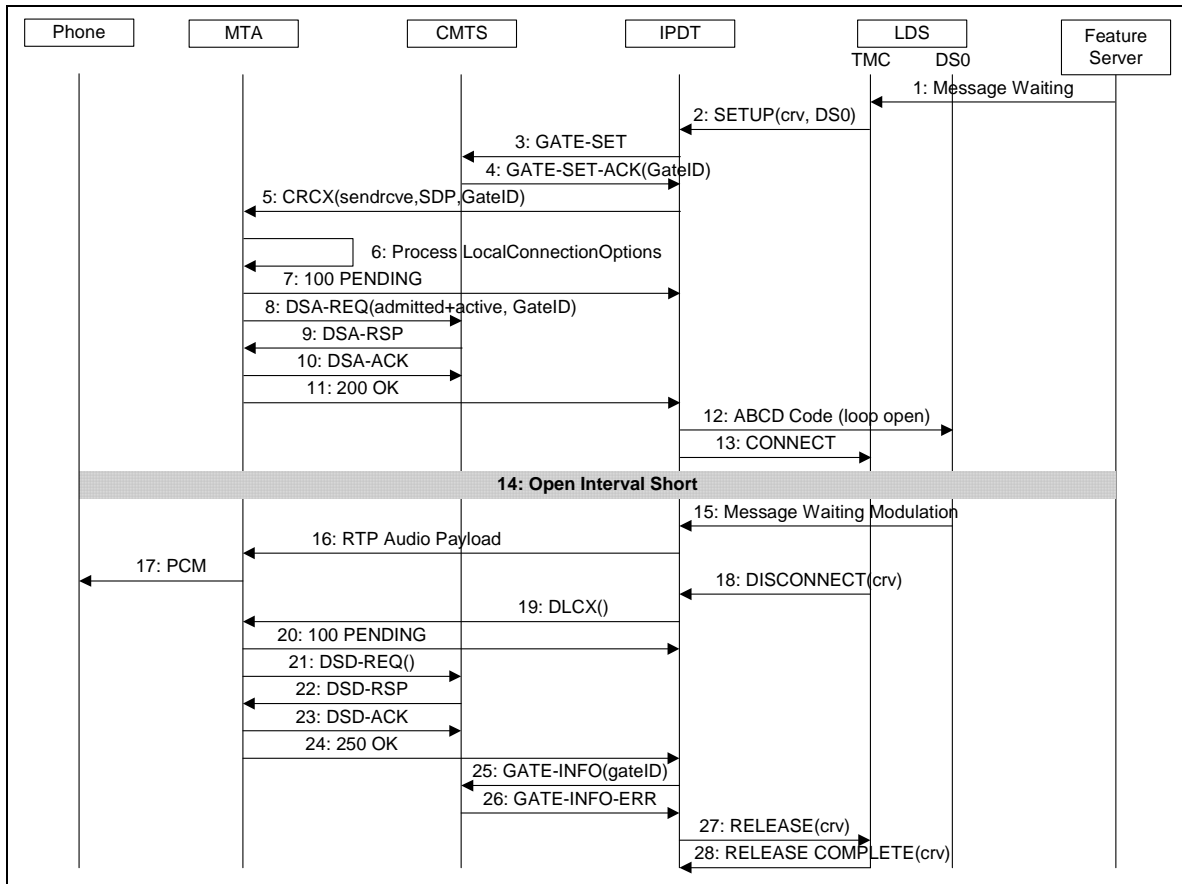 Phone
MTA
CMTS
IPDT
LDS
Feature
Server
TMC
DS0
1: Message Waiting
2: SETUP(crv, DS0)
3: GATE-SET
4: GATE-SET-ACK(GateID)
5: CRCX(sendrcve,SDP,GateID)
6: Process LocalConnectionOptions
7: 100 PENDING
8: DSA-REQ(admitted+active, GateID)
9: DSA-RSP
10: DSA-ACK
11: 200 OK
12: ABCD Code (loop open)
13: CONNECT
14: Open Interval Short
15: Message Waiting Modulation
16: RTP Audio Payload
17: PCM
18: DISCONNECT(crv)
19: DLCX()
20: 100 PENDING
21: DSD-REQ()
22: DSD-RSP
23: DSD-ACK
24: 250 OK
25: GATE-INFO(gateID)
26: GATE-INFO-ERR
27: RELEASE(crv)
28: RELEASE COMPLETE(crv)